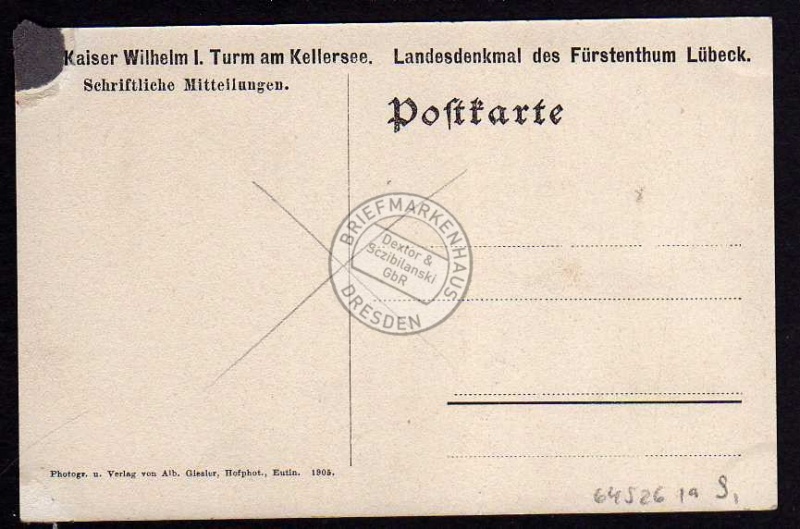 Kaiser Wilhelm I. Turm am Kellersee. Landesdenkmal des Fürstenthum Lübeck.
Schriftliche Mitteilungen.
Poſtkarte
BRIEFMARKENHAUS
Dextor &
Sczibilanski
GbR
DRESDEN
Photogr. u. Verlag von Alb. Giesler, Hofphot., Eutin. 1905.
64526 1a